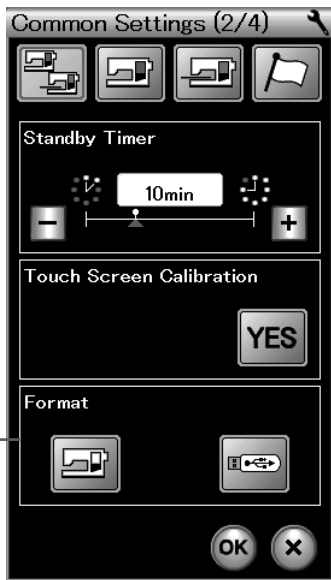 Common Settings (2/4)
Standby Timer
10min
− +
Touch Screen Calibration
YES
Format
OK ×